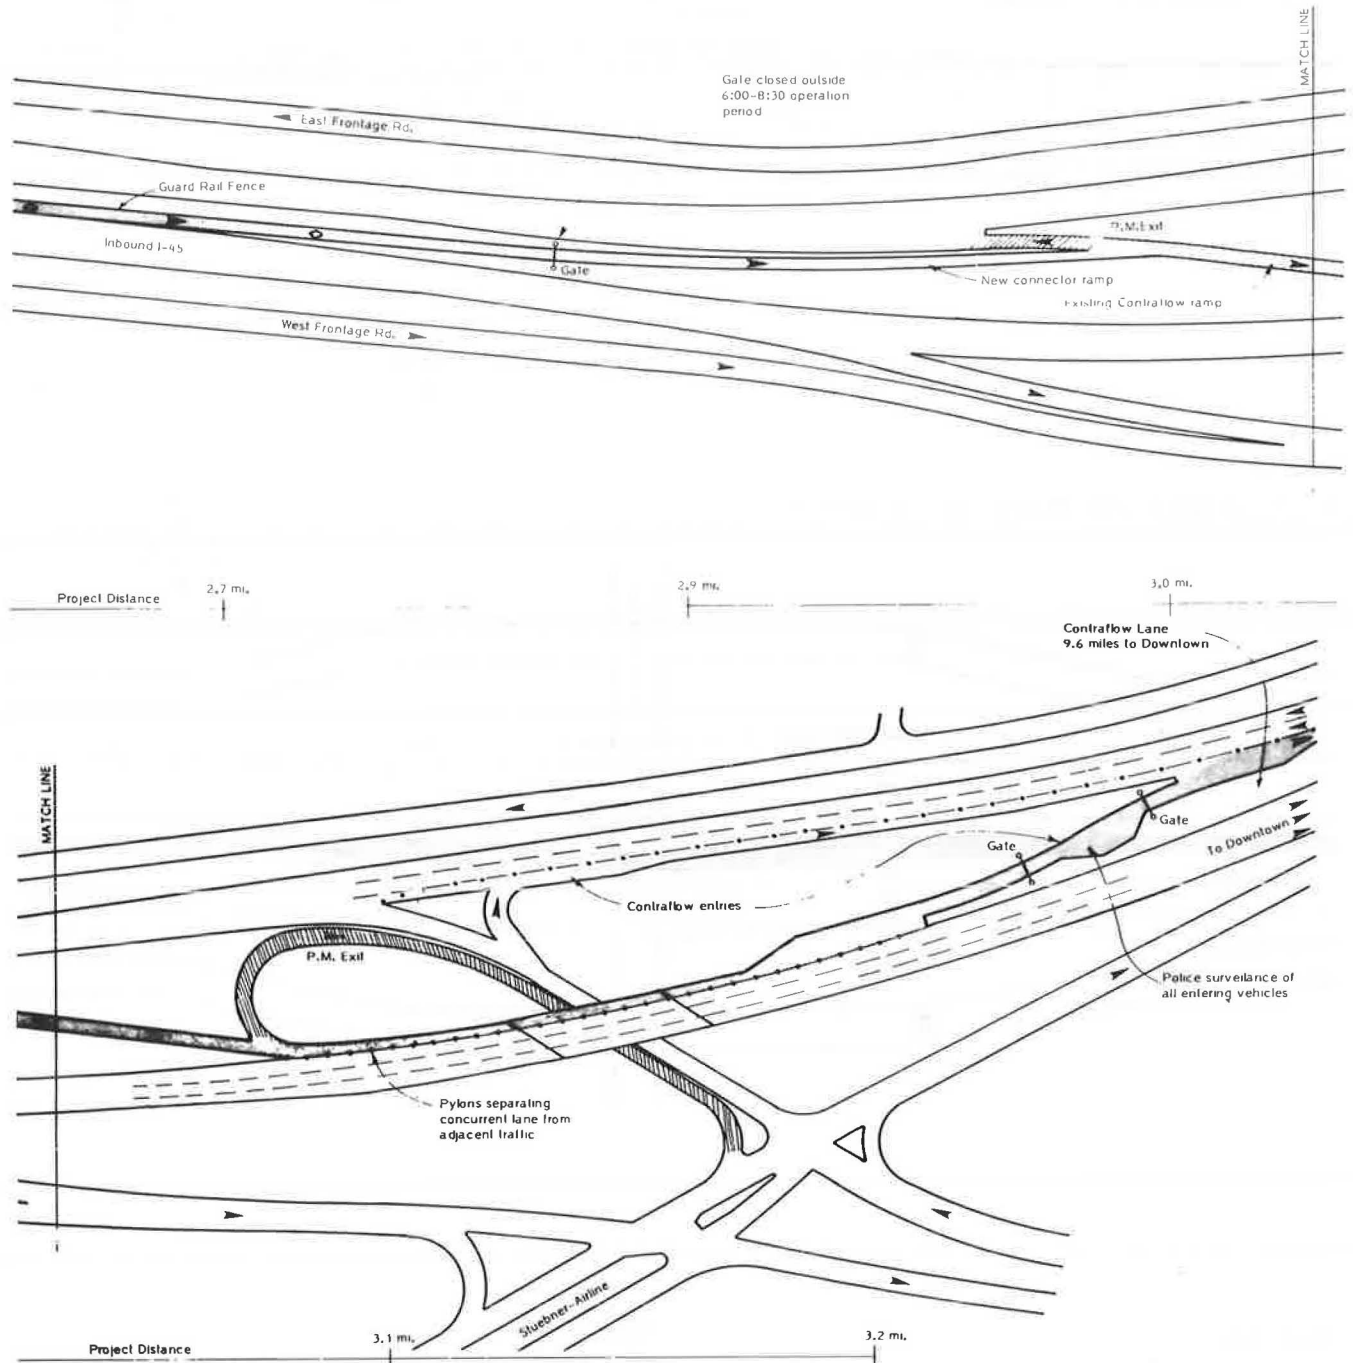 MATCH LINE
Gate closed outside
6:00-8:30 operation
period
East Frontage Rd.
Guard Rail Fence
P.M. Exit
Inbound I-45
Gate
New connector ramp
Existing Contraflow ramp
West Frontage Rd.
2.7 mi.
2.9 mi.
3.0 mi.
Project Distance
Contraflow Lane
9.6 miles to Downtown
MATCH LINE
Gate
Gate
To Downtown
Contraflow entries
P.M. Exit
Police surveilance of
all entering vehicles
Pylons separating
concurrent lane from
adjacent traffic
Stuebner-Airline
3.1 mi.
3.2 mi.
Project Distance